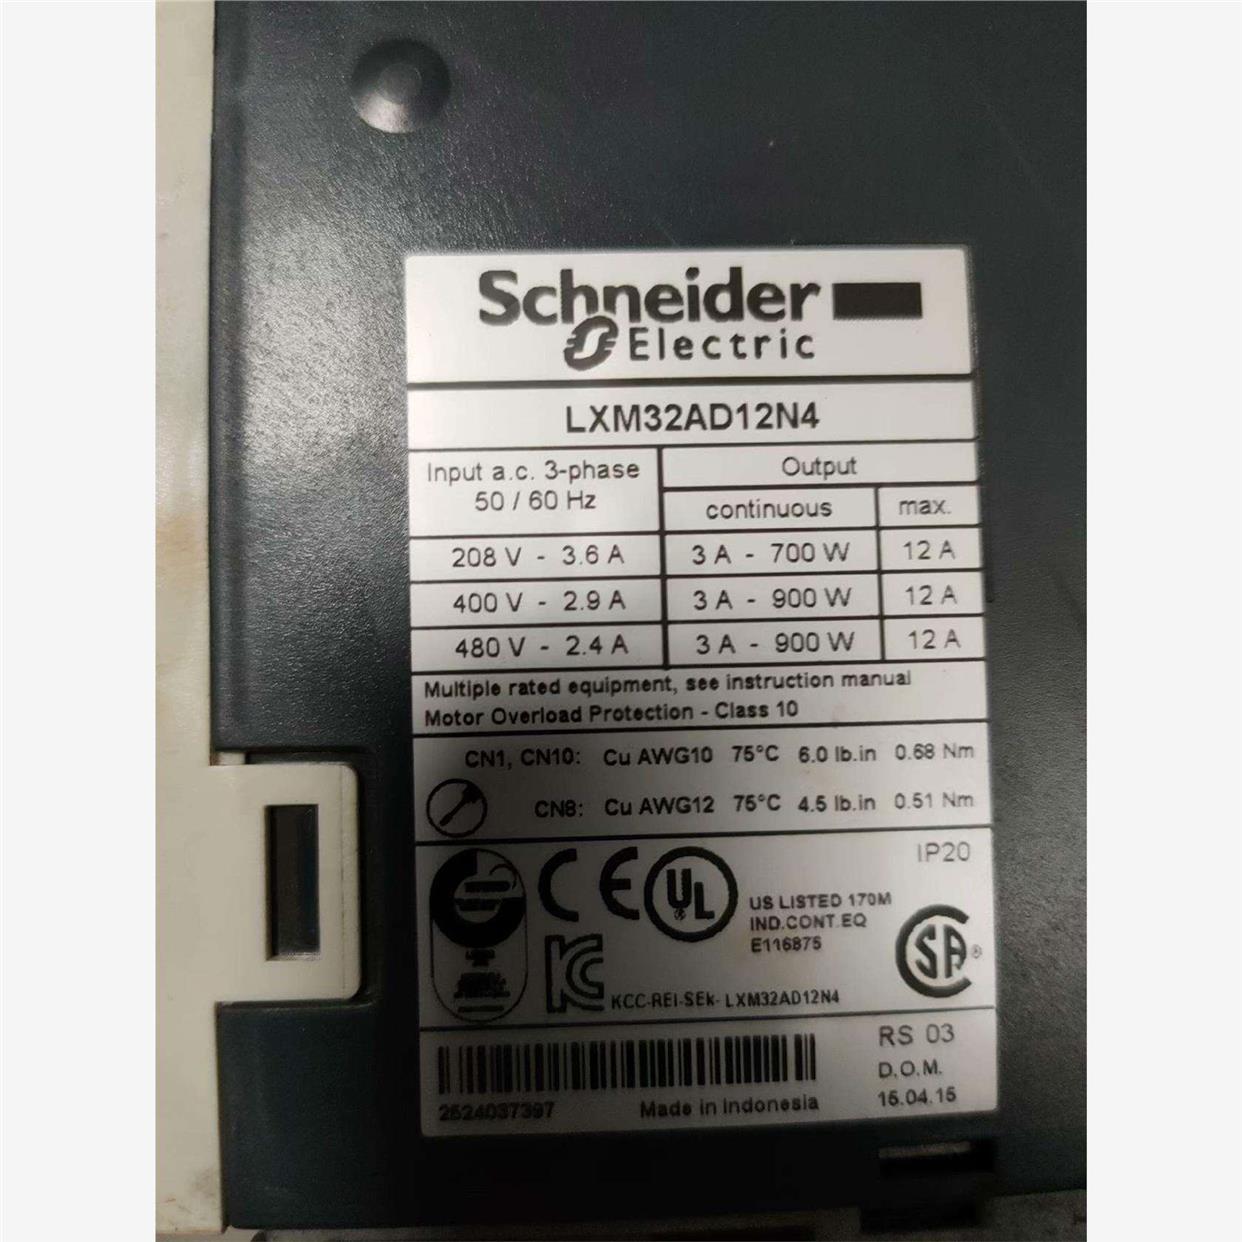 Schneider
Electric
LXM32AD12N4
Input a.c. 3-phase
50 / 60 Hz
Output
continuous
max.
208 V - 3.6 A
3 A - 700 W
12 A
400 V - 2.9 A
3 A - 900 W
12 A
480 V - 2.4 A
3 A - 900 W
12 A
Multiple rated equipment, see instruction manual
Motor Overload Protection - Class 10
CN1, CN10: Cu AWG10 75°C 6.0 lb.in 0.68 Nm
CN8: Cu AWG12 75°C 4.5 lb.in 0.51 Nm
IP20
CE
UL
®
US LISTED 170M
IND.CONT.EQ
E116875
SA
®
KC
KCC-REI-SEk- LXM32AD12N4
RS 03
D.O.M.
15.04.15
2524037397
Made in Indonesia